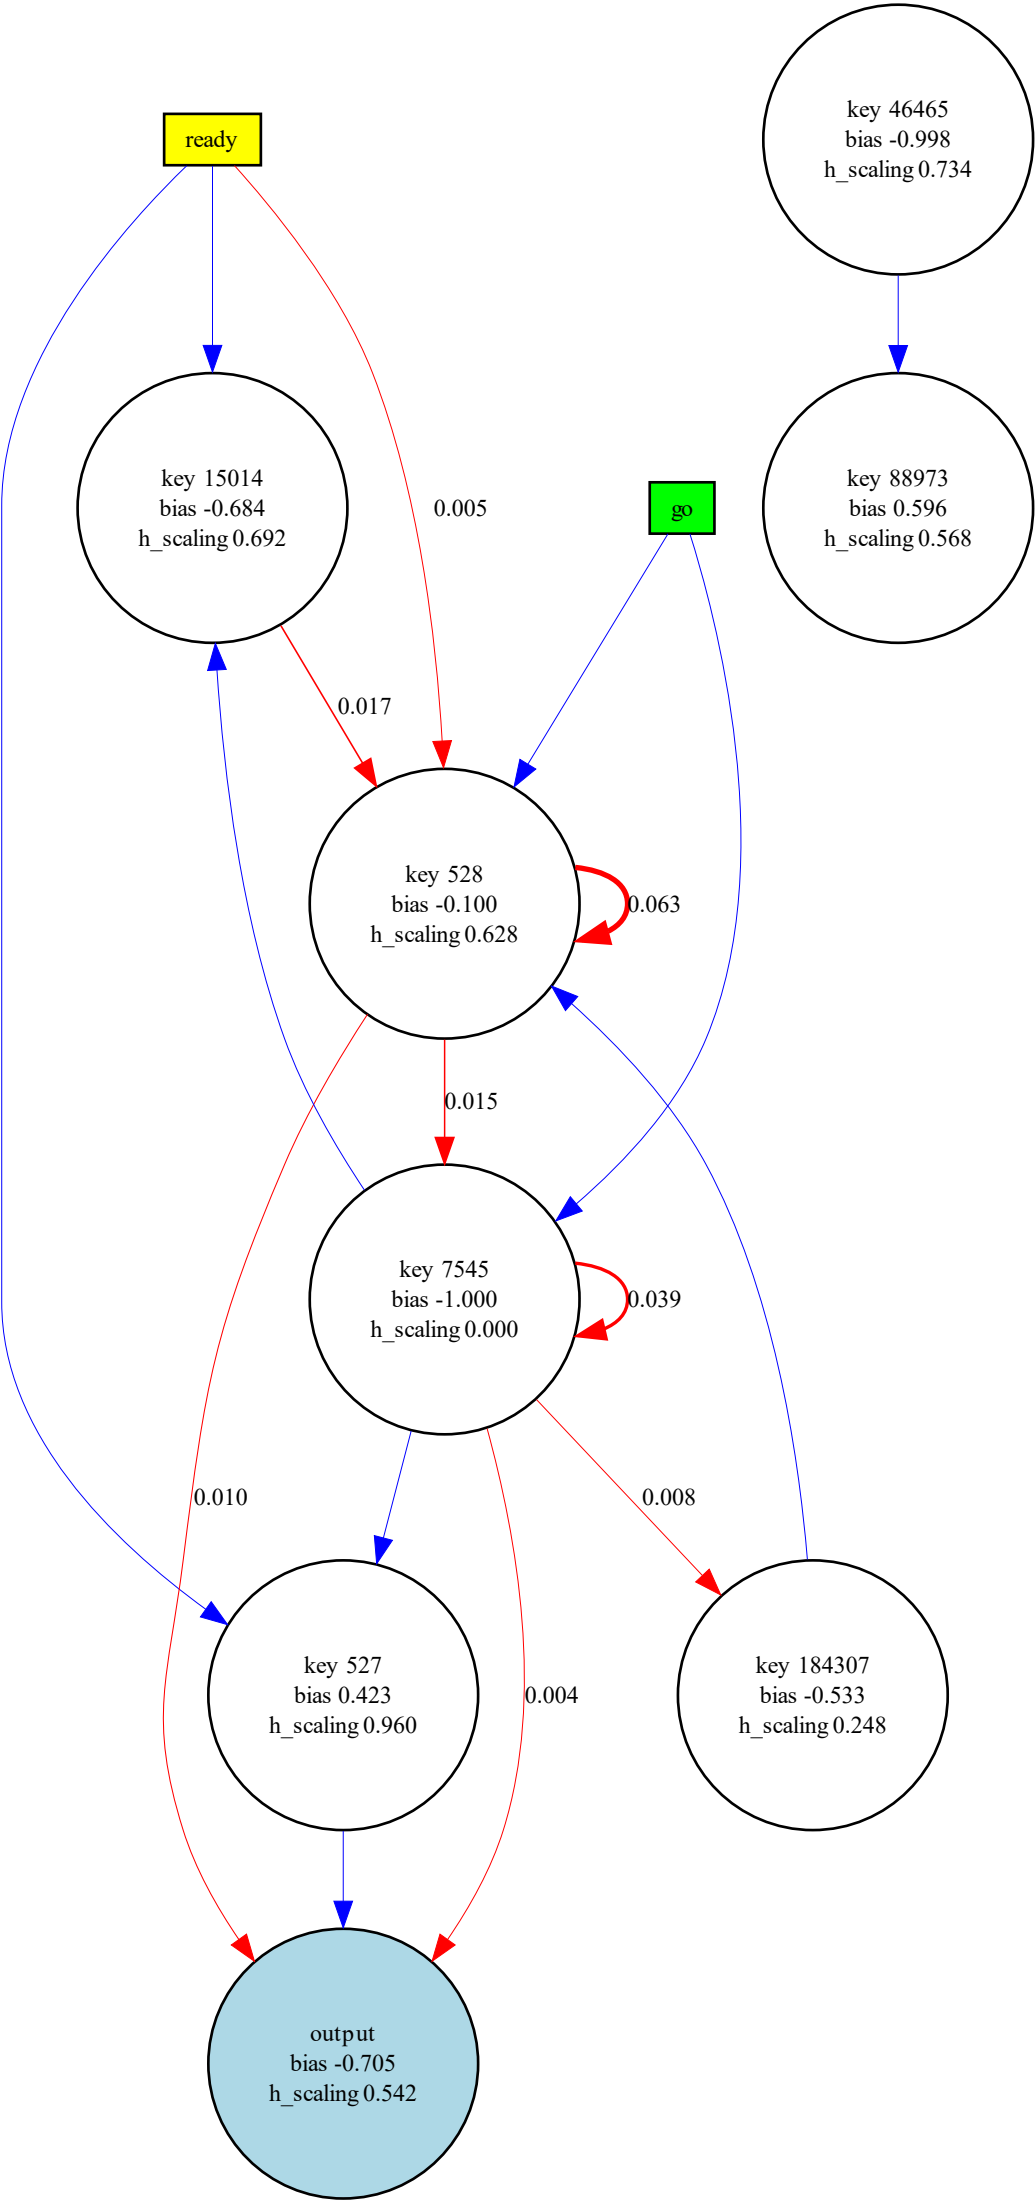 key 46465
bias -0.998
h_scaling 0.734
ready
key 15014
bias -0.684
h_scaling 0.692
0.005
go
key 88973
bias 0.596
h_scaling 0.568
0.017
key 528
bias -0.100
h_scaling 0.628
0.063
0.015
key 7545
bias -1.000
h_scaling 0.000
0.039
0.010
0.008
key 527
bias 0.423
h_scaling 0.960
0.004
key 184307
bias -0.533
h_scaling 0.248
output
bias -0.705
h_scaling 0.542